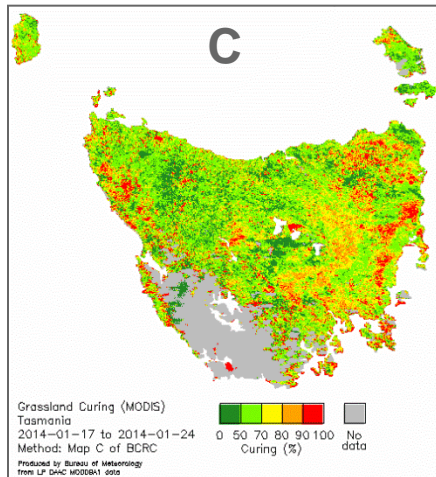 C
Grassland Curing (MODIS)
Tasmania
2014-01-17 to 2014-01-24
Method: Map C of BCRC
Produced by Bureau of Meteorology
from LP DAAC MODOBA1 data
0 50 70 80 90 100
Curing (%)
No
data